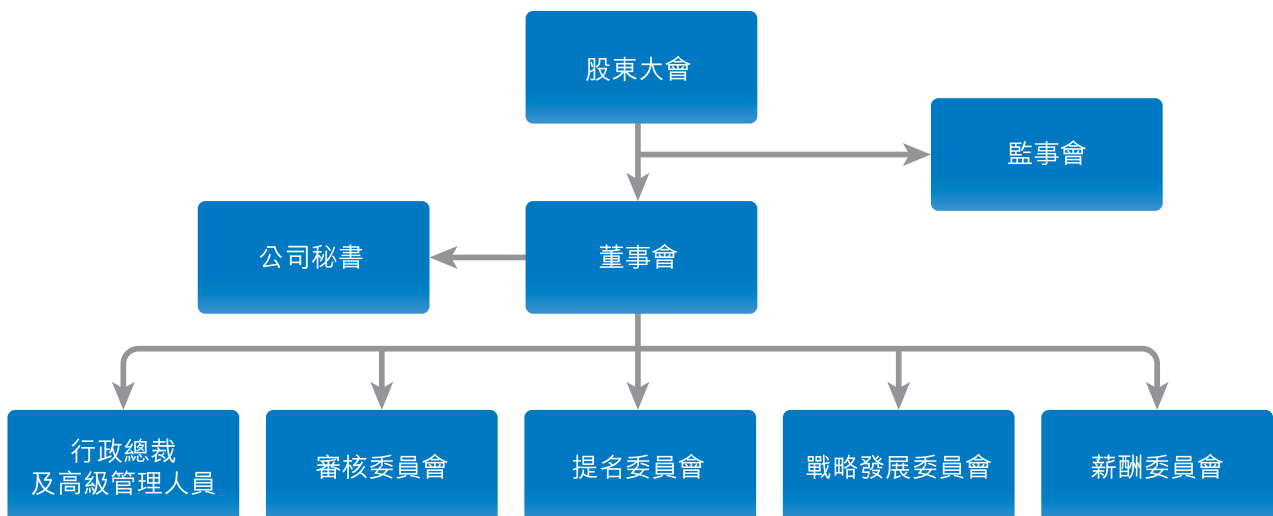 股東大會
監事會
公司秘書
董事會
行政總裁
及高級管理人員
審核委員會
提名委員會
戰略發展委員會
薪酬委員會